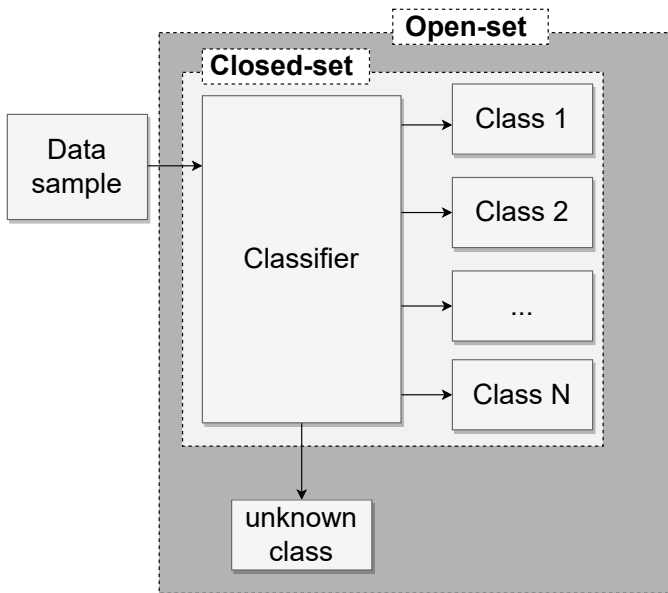 Open-set
Closed-set
Data
sample
Classifier
Class 1
Class 2
...
Class N
unknown
class